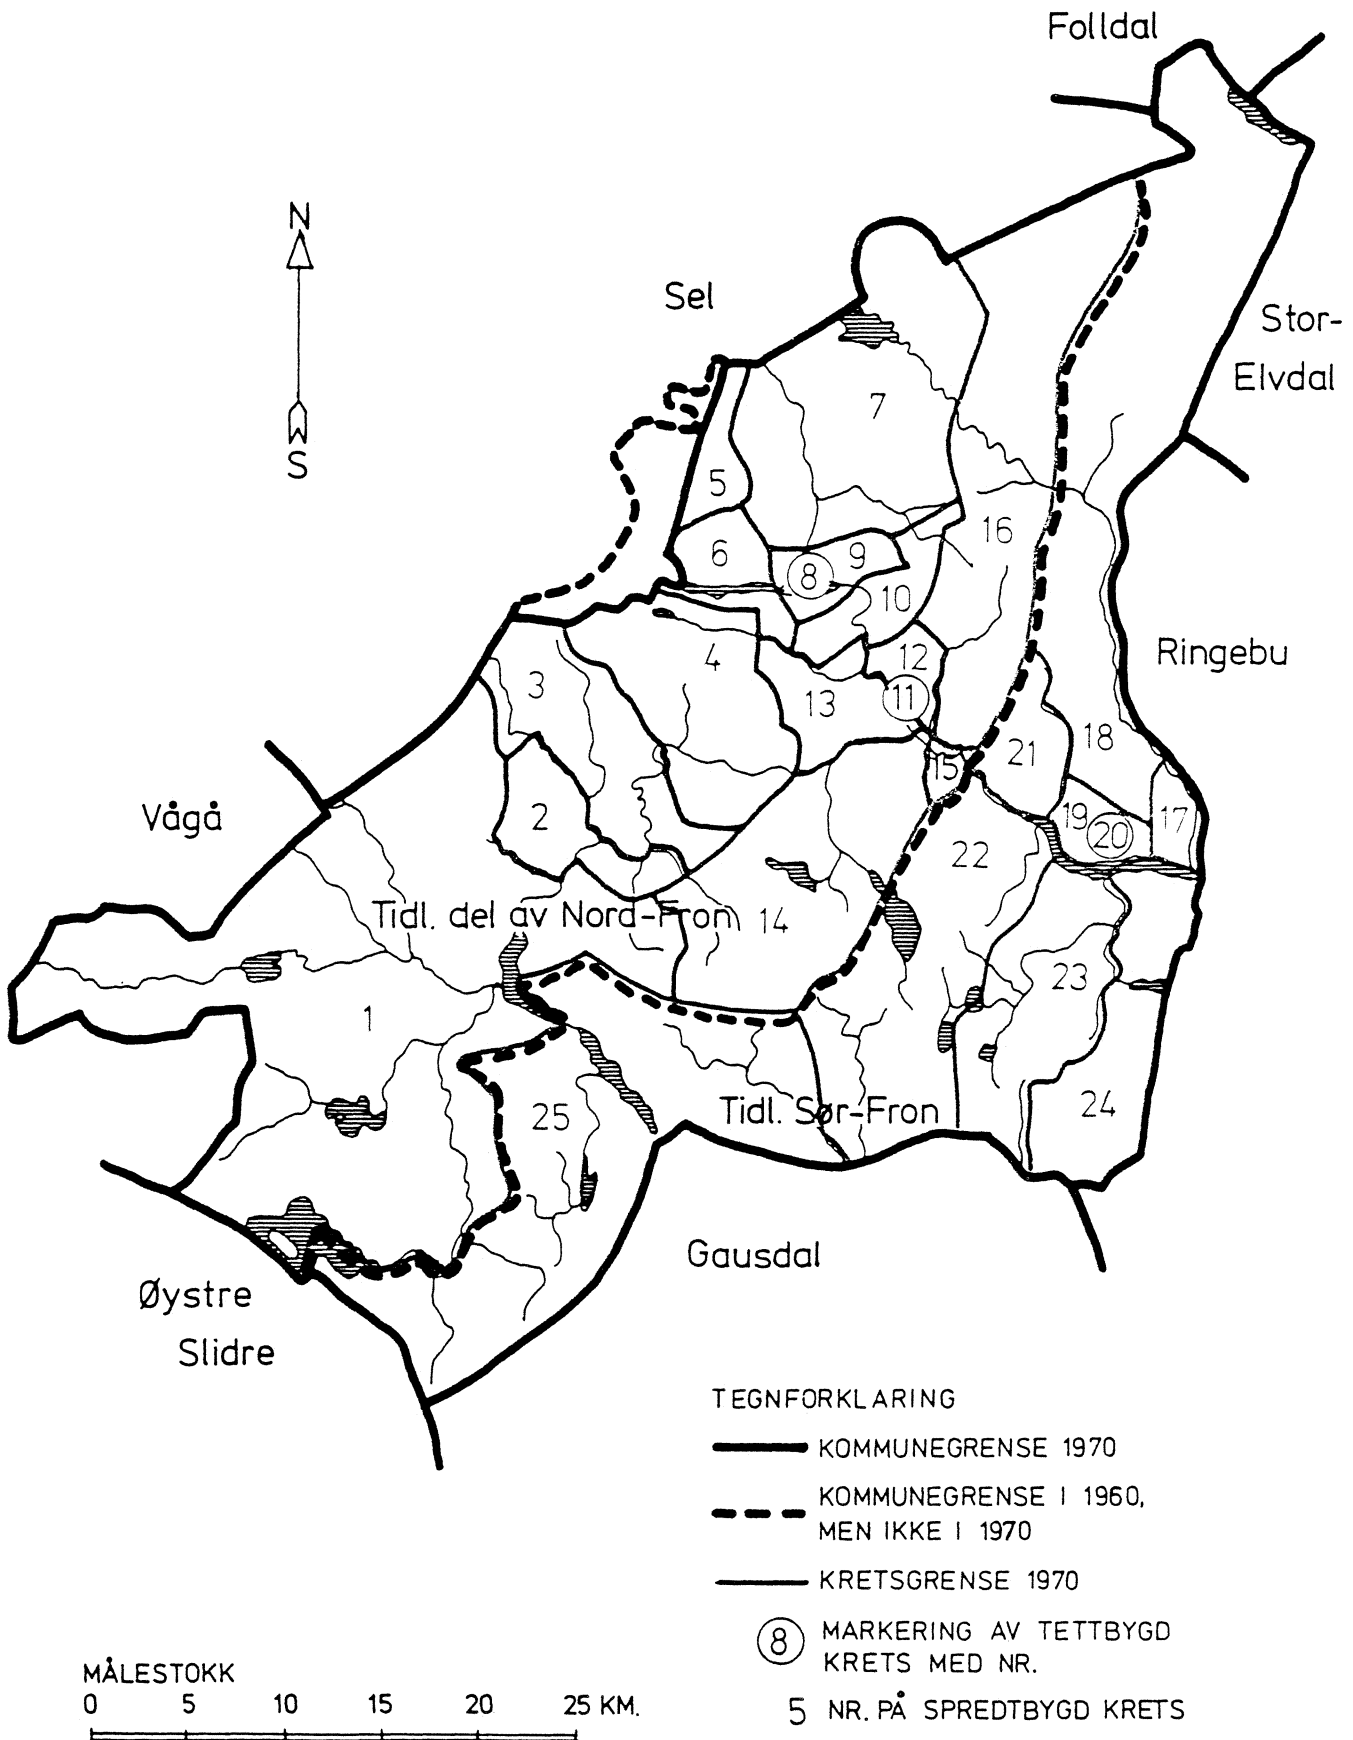 Folldal
N
Sel
Stor-
Elvdal
7
S
5
16
6
9
8
10
Ringebu
4
12
3
13
11
18
21
15
Vågå
2
19
20
17
22
Tidl. del av Nord-Fron
14
23
1
25
Tidl. Sør-Fron
24
Gausdal
Øystre
Slidre
TEGNFORKLARING
KOMMUNEGRENSE 1970
KOMMUNEGRENSE I 1960,
MEN IKKE I 1970
KRETSGRENSE 1970
8 MARKERING AV TETTBYGD
KRETS MED NR.
5 NR. PÅ SPREDTBYGD KRETS
MÅLESTOKK
0 5 10 15 20 25 KM.